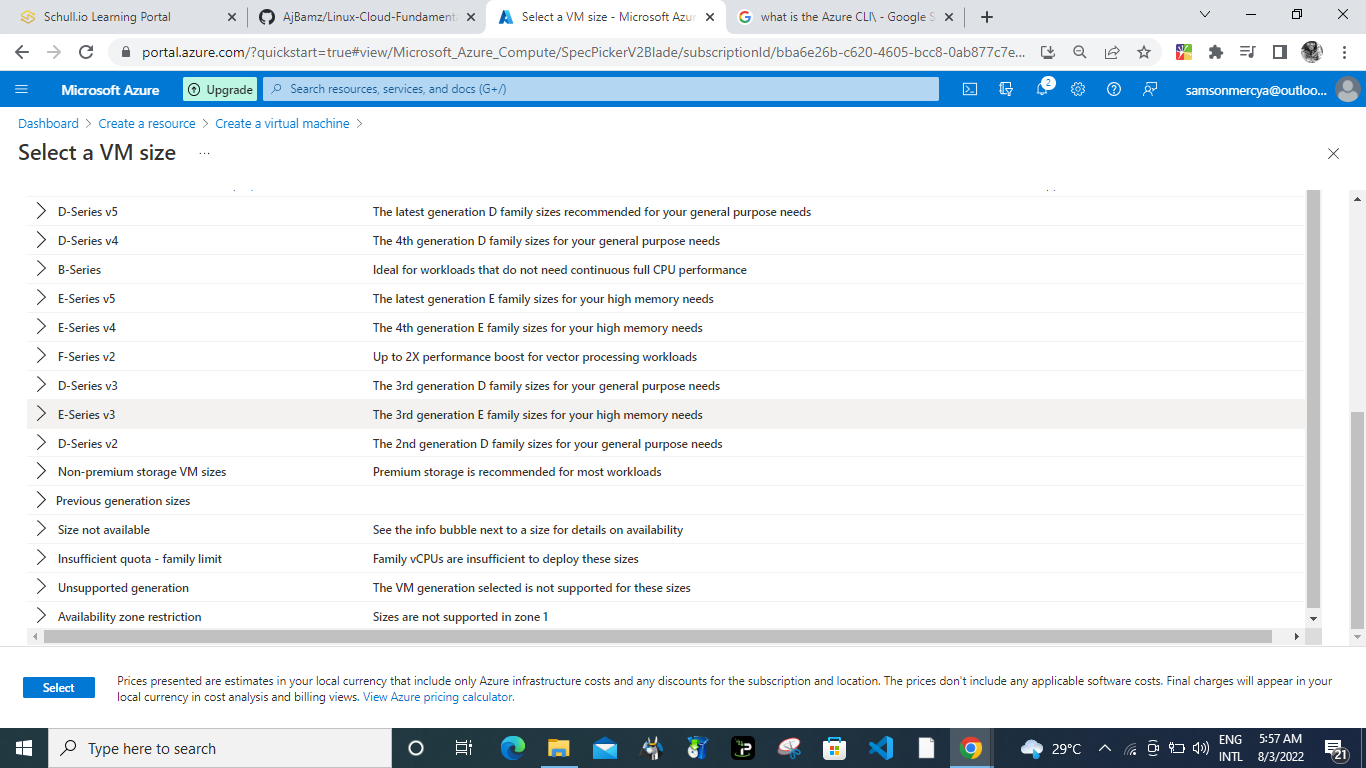 Schull.io Learning Portal
AjBamz/Linux-Cloud-Fundament
Select a VM size - Microsoft Azur
what is the Azure CLI\ - Google S
portal.azure.com/?quickstart=true#view/Microsoft_Azure_Compute/SpecPickerV2Blade/subscriptionId/bba6e26b-c620-4605-bcc8-0ab877c7e...
Microsoft Azure
Upgrade
Search resources, services, and docs (G+/)
2
samsonmercya@outloo...
Dashboard > Create a resource > Create a virtual machine >
Select a VM size ...
D-Series v5 The latest generation D family sizes recommended for your general purpose needs
D-Series v4 The 4th generation D family sizes for your general purpose needs
B-Series Ideal for workloads that do not need continuous full CPU performance
E-Series v5 The latest generation E family sizes for your high memory needs
E-Series v4 The 4th generation E family sizes for your high memory needs
F-Series v2 Up to 2X performance boost for vector processing workloads
D-Series v3 The 3rd generation D family sizes for your general purpose needs
E-Series v3 The 3rd generation E family sizes for your high memory needs
D-Series v2 The 2nd generation D family sizes for your general purpose needs
Non-premium storage VM sizes Premium storage is recommended for most workloads
Previous generation sizes
Size not available See the info bubble next to a size for details on availability
Insufficient quota - family limit Family vCPUs are insufficient to deploy these sizes
Unsupported generation The VM generation selected is not supported for these sizes
Availability zone restriction Sizes are not supported in zone 1
Select
Prices presented are estimates in your local currency that include only Azure infrastructure costs and any discounts for the subscription and location. The prices don't include any applicable software costs. Final charges will appear in your
local currency in cost analysis and billing views. View Azure pricing calculator.
Type here to search
29°C
ENG
INTL
5:57 AM
8/3/2022
21